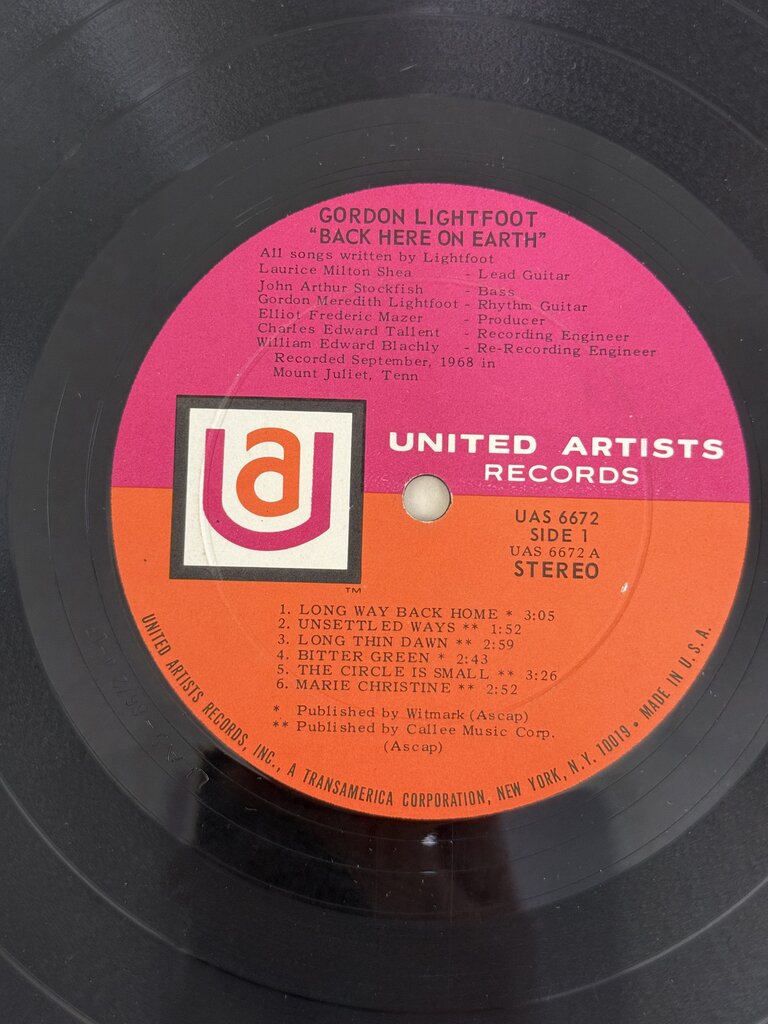 GORDON LIGHTFOOT
"BACK HERE ON EARTH"
All songs written by Lightfoot
Laurice Milton Shea - Lead Guitar
John Arthur Stockfish - Bass
Gordon Meredith Lightfoot - Rhythm Guitar
Elliot Frederic Mazer - Producer
Charles Edward Tallent - Recording Engineer
William Edward Blachly - Re-Recording Engineer
Recorded September, 1968 in
Mount Juliet, Tenn
ua
TM
UNITED ARTISTS
RECORDS
UAS 6672
SIDE 1
UAS 6672 A
STEREO
1. LONG WAY BACK HOME * 3:05
2. UNSETTLED WAYS ** 1:52
3. LONG THIN DAWN ** 2:59
4. BITTER GREEN * 2:43
5. THE CIRCLE IS SMALL ** 3:26
6. MARIE CHRISTINE ** 2:52
* Published by Witmark (Ascap)
** Published by Callee Music Corp.
(Ascap)
UNITED ARTISTS RECORDS, INC., A TRANSAMERICA CORPORATION, NEW YORK, N.Y. 10019 • MADE IN U.S.A.